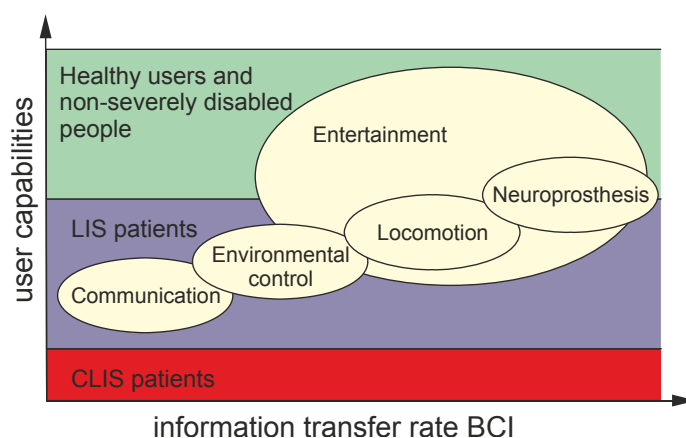 Healthy users and
non-severely disabled
people
Entertainment
Neuroprosthesis
LIS patients
Locomotion
Environmental
control
Communication
CLIS patients
user capabilities
information transfer rate BCI